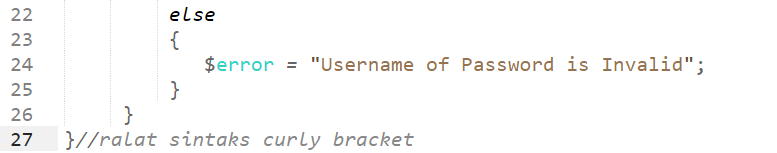 22 else
23 {
24 $error = "Username of Password is Invalid";
25 }
26 }
27 }//ralat sintaks curly bracket